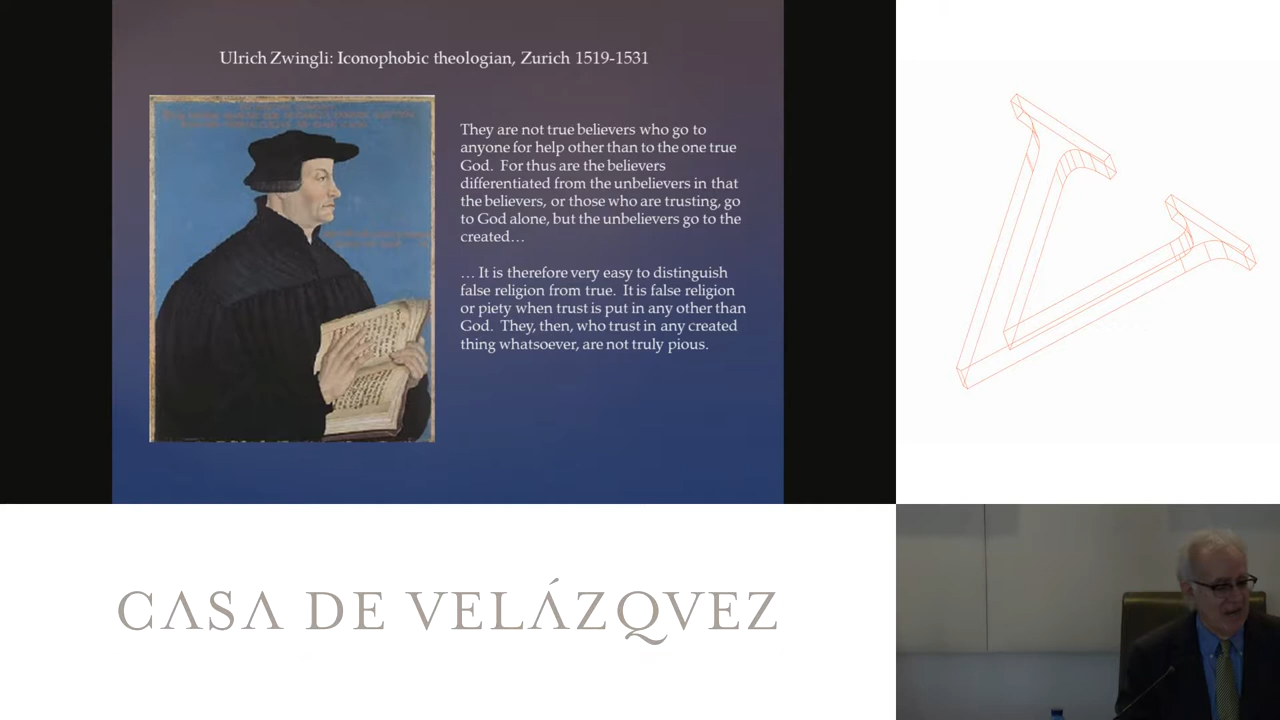 Ulrich Zwingli: Iconophobic theologian, Zurich 1519-1531
They are not true believers who go to
anyone for help other than to the one true
God. For thus are the believers
differentiated from the unbelievers in that
the believers, or those who are trusting, go
to God alone, but the unbelievers go to the
created…
… It is therefore very easy to distinguish
false religion from true. It is false religion
or piety when trust is put in any other than
God. They, then, who trust in any created
thing whatsoever, are not truly pious.
CASA DE VELÁZQVEZ